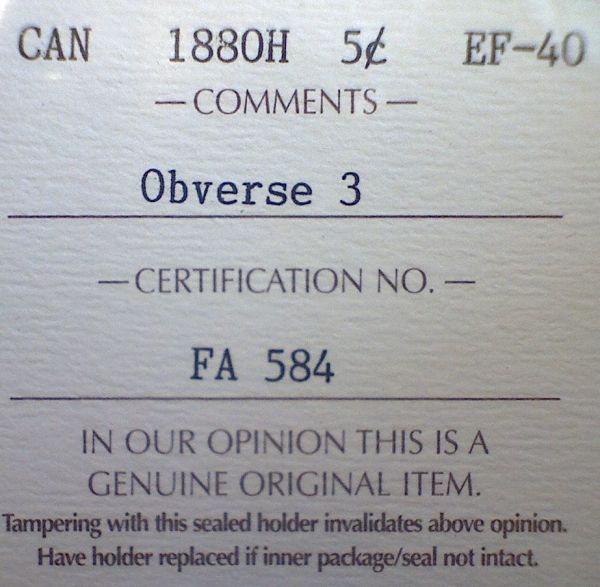 CAN 1880H 5¢ EF-40
— COMMENTS —
Obverse 3
— CERTIFICATION NO. —
FA 584
IN OUR OPINION THIS IS A
GENUINE ORIGINAL ITEM.
Tampering with this sealed holder invalidates above opinion.
Have holder replaced if inner package/seal not intact.